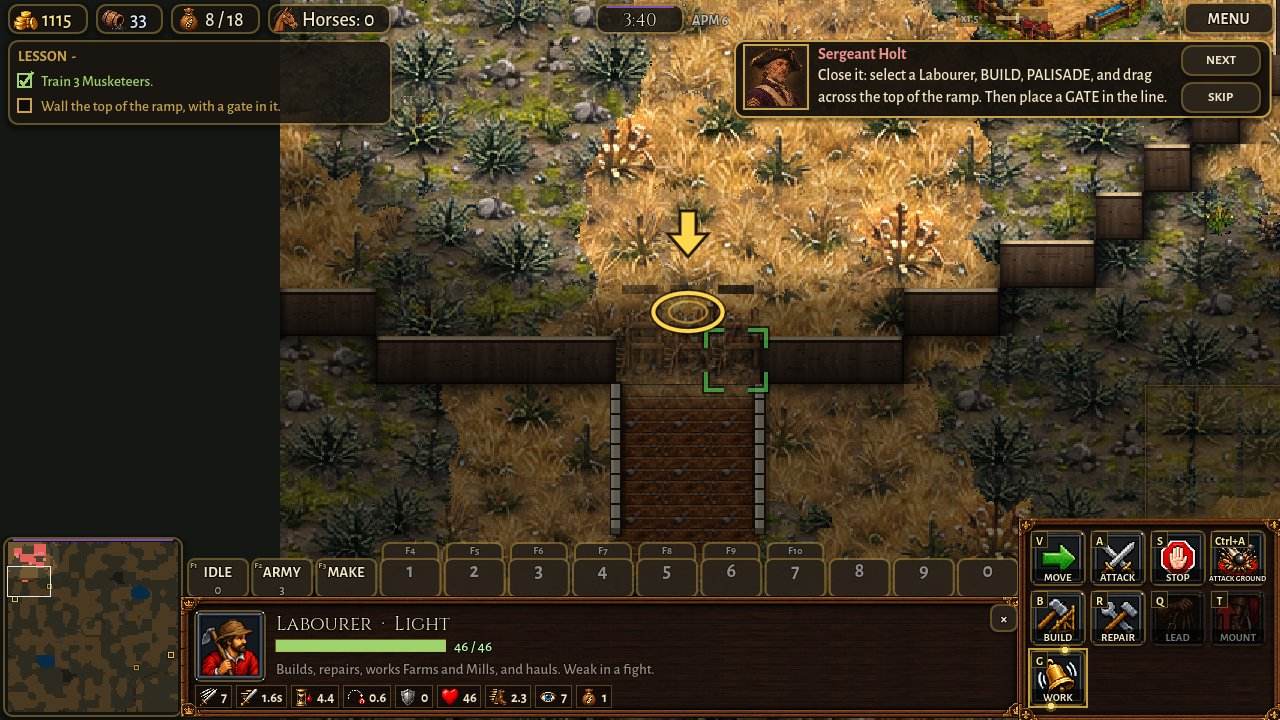 1115
33
8 / 18
Horses: 0
3:40
APM 6
MENU
LESSON -
Train 3 Musketeers.
Wall the top of the ramp, with a gate in it.
Sergeant Holt
Close it: select a Labourer, BUILD, PALISADE, and drag
across the top of the ramp. Then place a GATE in the line.
NEXT
SKIP
F1 IDLE 0
F2 ARMY 3
F3 MAKE
F4 1
F5 2
F6 3
F7 4
F8 5
F9 6
F10 7
8
9
0
LABOURER · LIGHT
46 / 46
Builds, repairs, works Farms and Mills, and hauls. Weak in a fight.
7
1.6s
4.4
0.6
0
46
2.3
7
1
×
V MOVE
A ATTACK
S STOP
Ctrl+A ATTACK GROUND
B BUILD
R REPAIR
Q LEAD
T MOUNT
G WORK